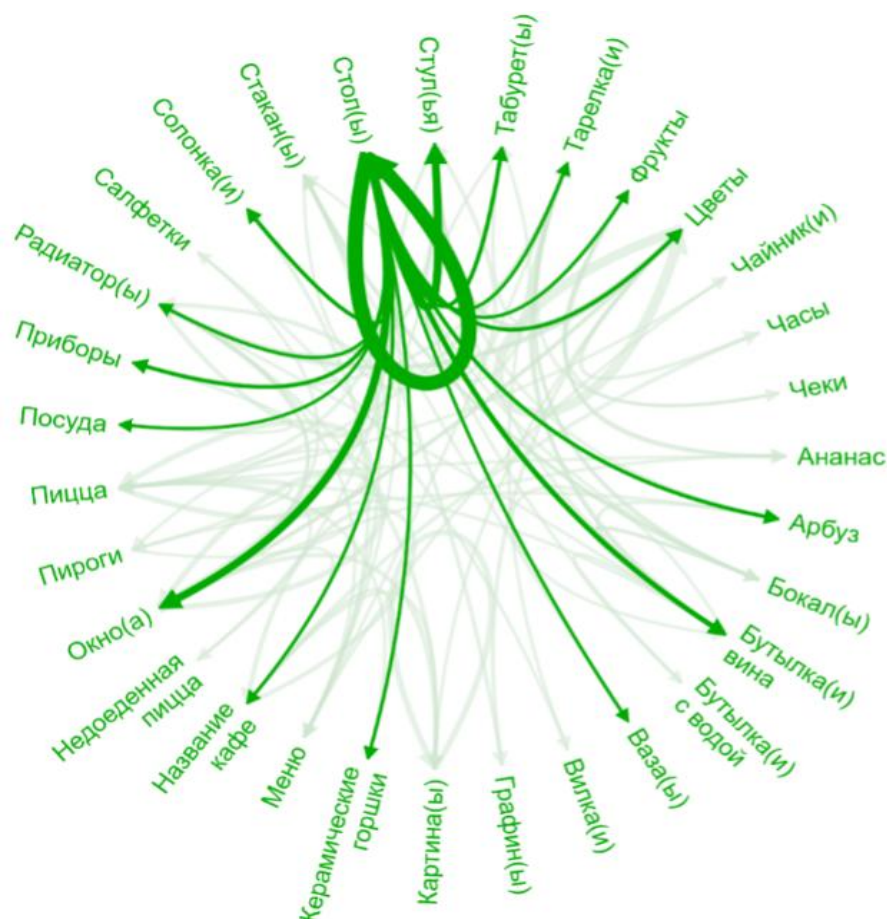 Стол(ы)
Стул(ья)
Табурет(ы)
Тарелка(и)
Фрукты
Цветы
Чайник(и)
Часы
Чеки
Ананас
Арбуз
Бокал(ы)
Бутылка(и)
вина
Бутылка(и)
с водой
Ваза(ы)
Вилка(и)
Графин(ы)
Картина(ы)
Керамические
горшки
Меню
Название
кафе
Недоеденная
пицца
Окно(а)
Пироги
Пицца
Посуда
Приборы
Радиатор(ы)
Салфетки
Солонка(и)
Стакан(ы)